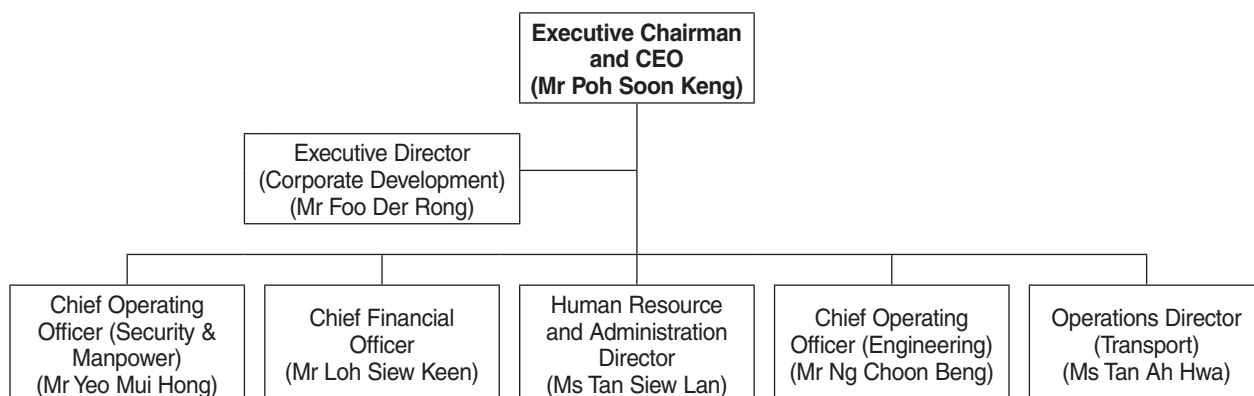 Executive Chairman
and CEO
(Mr Poh Soon Keng)
Executive Director
(Corporate Development)
(Mr Foo Der Rong)
Chief Operating
Officer (Security &
Manpower)
(Mr Yeo Mui Hong)
Chief Financial
Officer
(Mr Loh Siew Keen)
Human Resource
and Administration
Director
(Ms Tan Siew Lan)
Chief Operating
Officer (Engineering)
(Mr Ng Choon Beng)
Operations Director
(Transport)
(Ms Tan Ah Hwa)